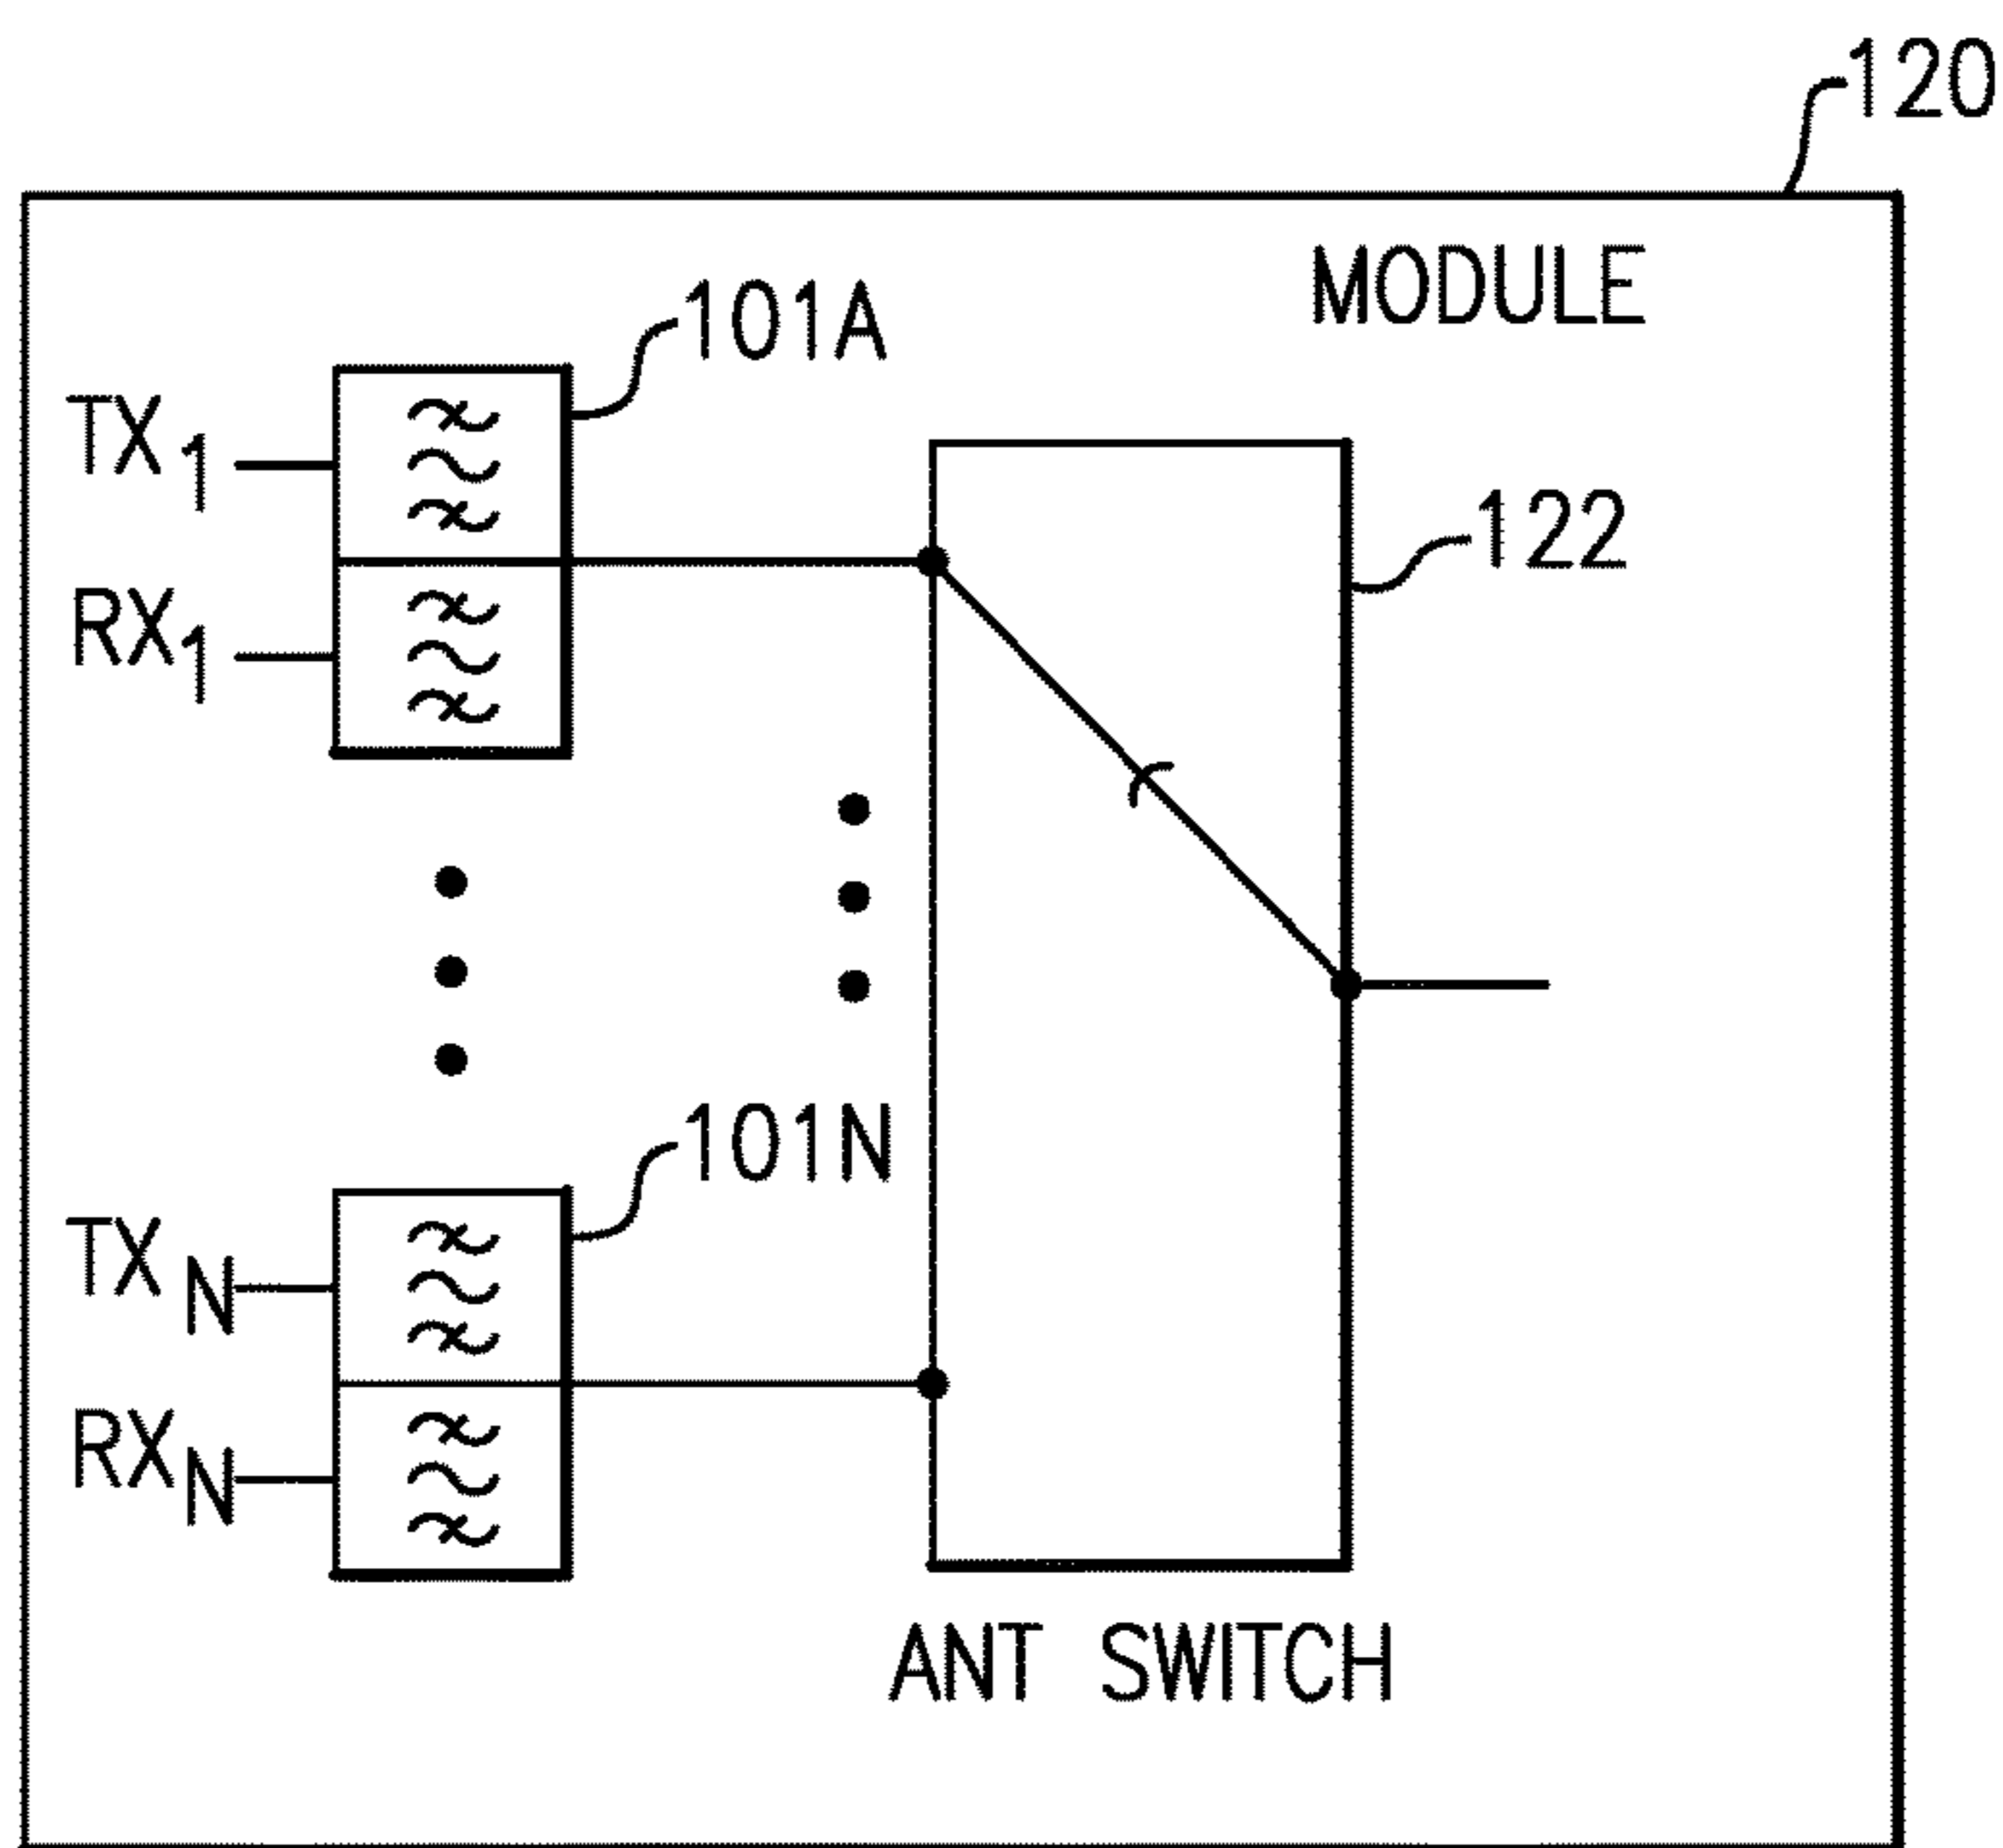 120
MODULE
101A
TX1
122
RX1
101N
TXN
RXN
ANT SWITCH